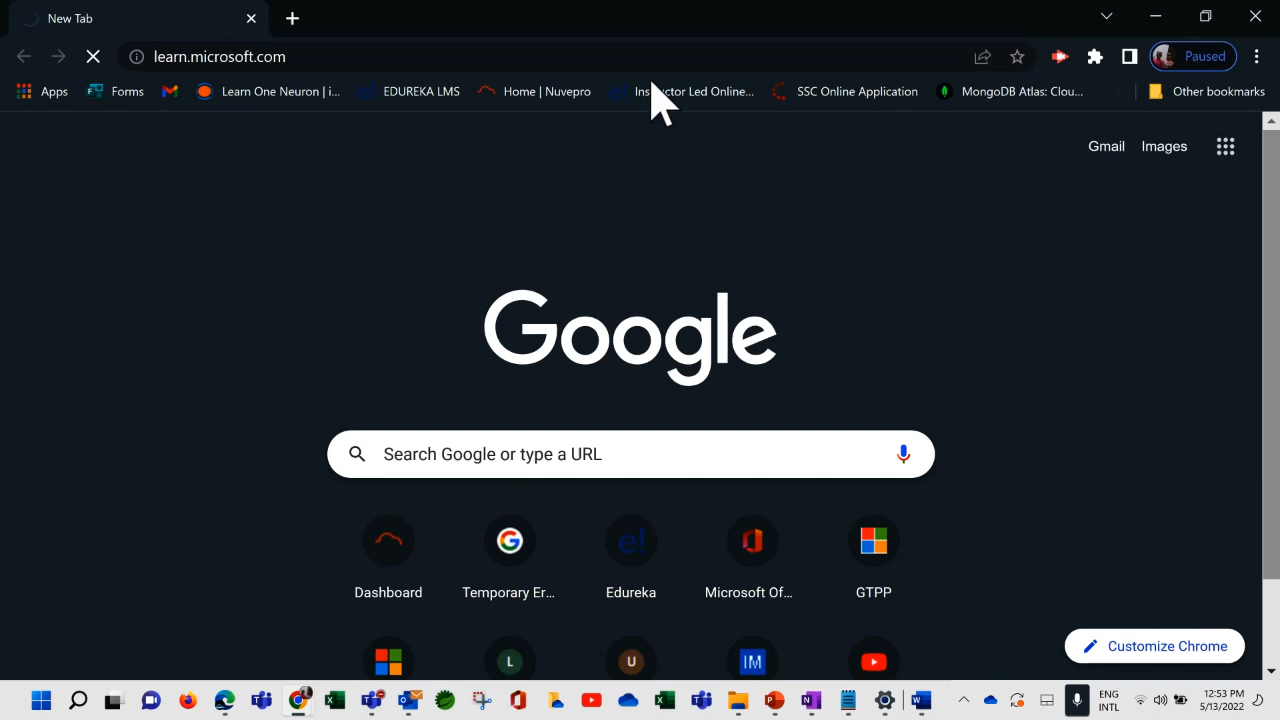 New Tab
learn.microsoft.com
Paused
Apps
Forms
Learn One Neuron | i...
EDUREKA LMS
Home | Nuvepro
Instructor Led Online...
SSC Online Application
MongoDB Atlas: Clou...
Other bookmarks
Gmail
Images
Google
Search Google or type a URL
Dashboard
Temporary Er...
Edureka
Microsoft Of...
GTPP
L
U
IM
Customize Chrome
ENG
INTL
12:53 PM
5/13/2022